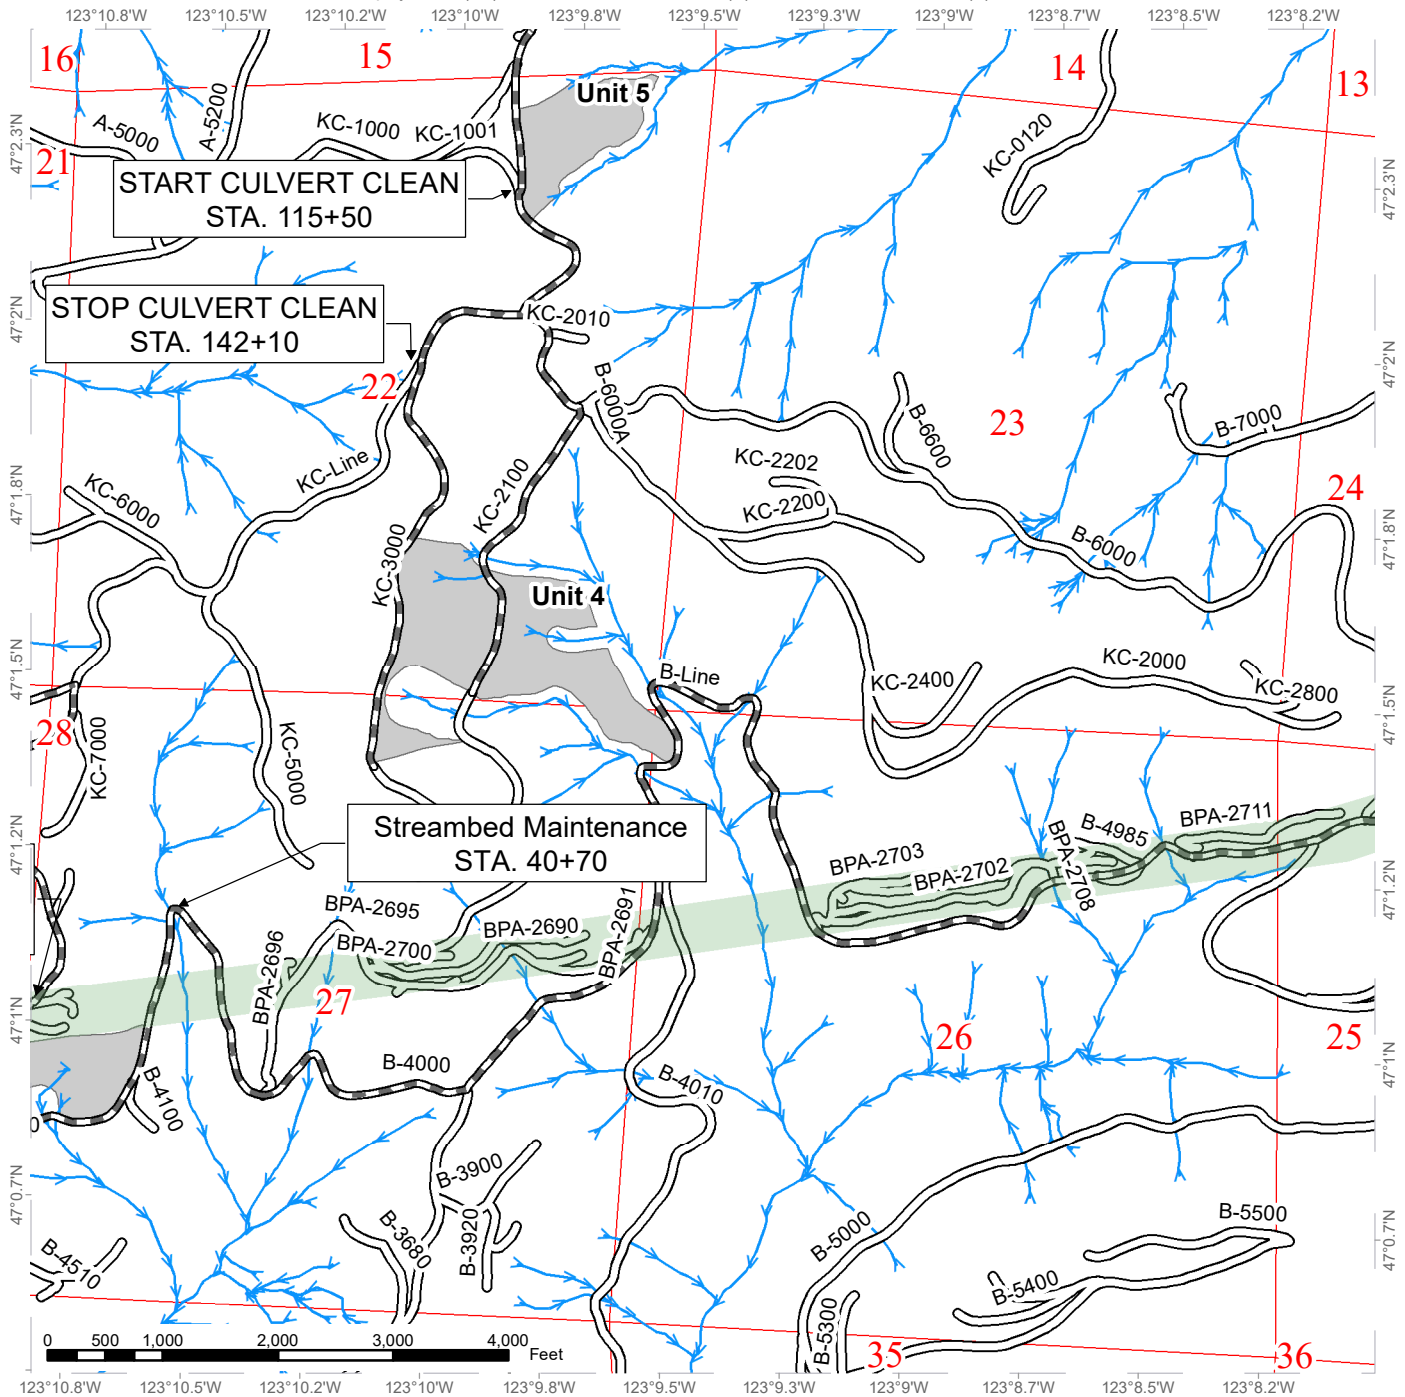 123°10.8'W 123°10.5'W 123°10.2'W 123°10'W 123°9.8'W 123°9.5'W 123°9.3'W 123°9'W 123°8.7'W 123°8.5'W 123°8.2'W
16
15
14
13
Unit 5
A-5000
A-5200
KC-1000
KC-1001
KC-0120
47°2.3'N
21
START CULVERT CLEAN
STA. 115+50
47°2.3'N
STOP CULVERT CLEAN
STA. 142+10
47°2'N
KC-2010
47°2'N
22
B-6000A
B-6600
23
B-7000
KC-Line
KC-2202
KC-2200
KC-2100
24
47°1.8'N
KC-6000
KC-3000
B-6000
47°1.8'N
Unit 4
47°1.5'N
B-Line
KC-2400
KC-2000
KC-2800
47°1.5'N
28
KC-7000
KC-5000
Streambed Maintenance
STA. 40+70
47°1.2'N
BPA-2711
B-4985
BPA-2703
BPA-2702
BPA-2708
47°1.2'N
BPA-2695
BPA-2700
BPA-2690
BPA-2691
BPA-2696
27
47°1'N
26
25
47°1'N
B-4000
B-4100
B-4010
0
B-3900
B-3920
B-3680
47°0.7'N
B-5000
B-5500
47°0.7'N
B-4510
B-5400
B-5300
35
36
0 500 1,000 2,000 3,000 4,000
Feet
123°10.8'W 123°10.5'W 123°10.2'W 123°10'W 123°9.8'W 123°9.5'W 123°9.3'W 123°9'W 123°8.7'W 123°8.5'W 123°8.2'W